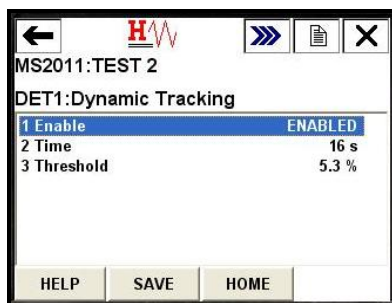 MS2011:TEST 2
DET1:Dynamic Tracking
1 Enable ENABLED
2 Time 16 s
3 Threshold 5.3 %
HELP SAVE HOME